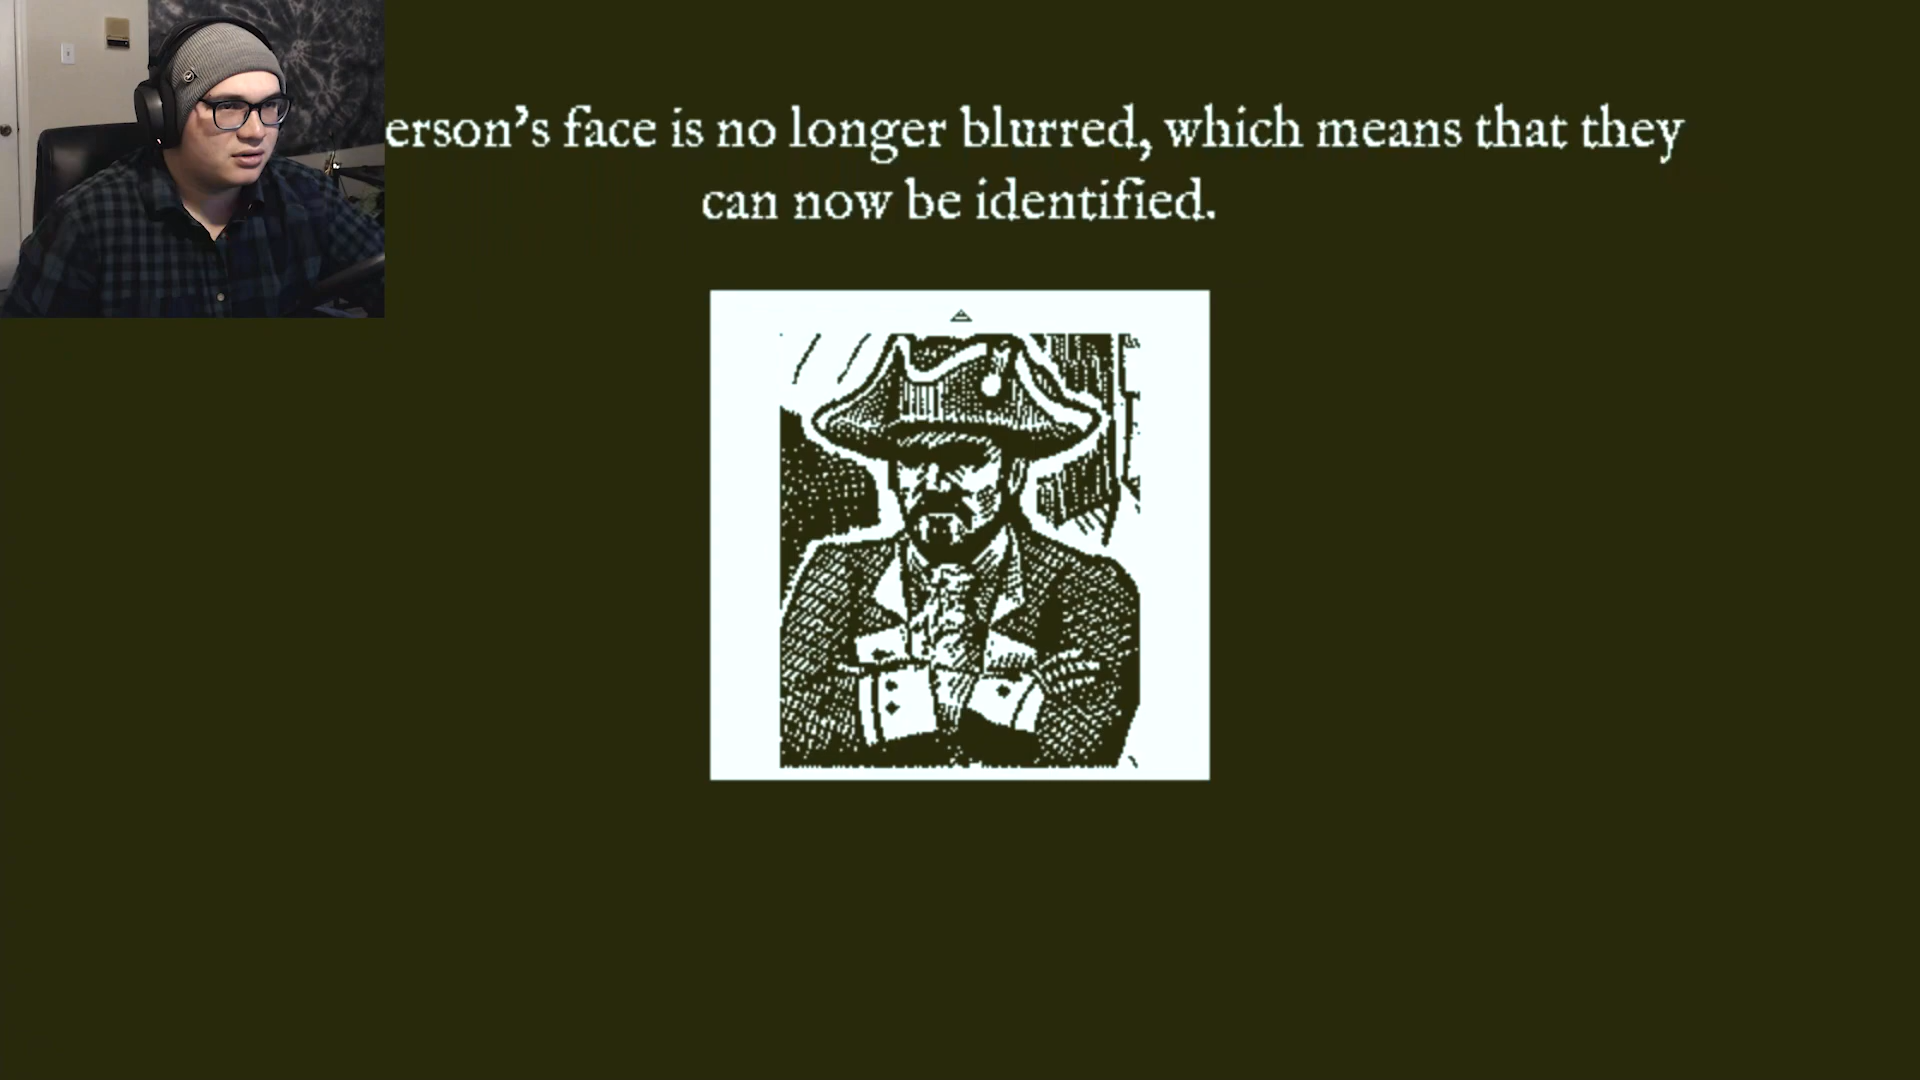 erson's face is no longer blurred, which means that they
can now be identified.